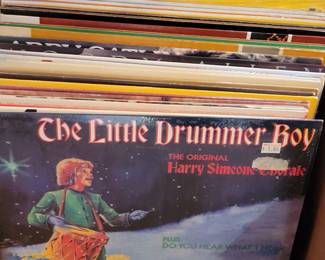 The Little Drummer Boy
THE ORIGINAL
Harry Simeone Chorale
PLUS
DO YOU HEAR WHAT I HEAR